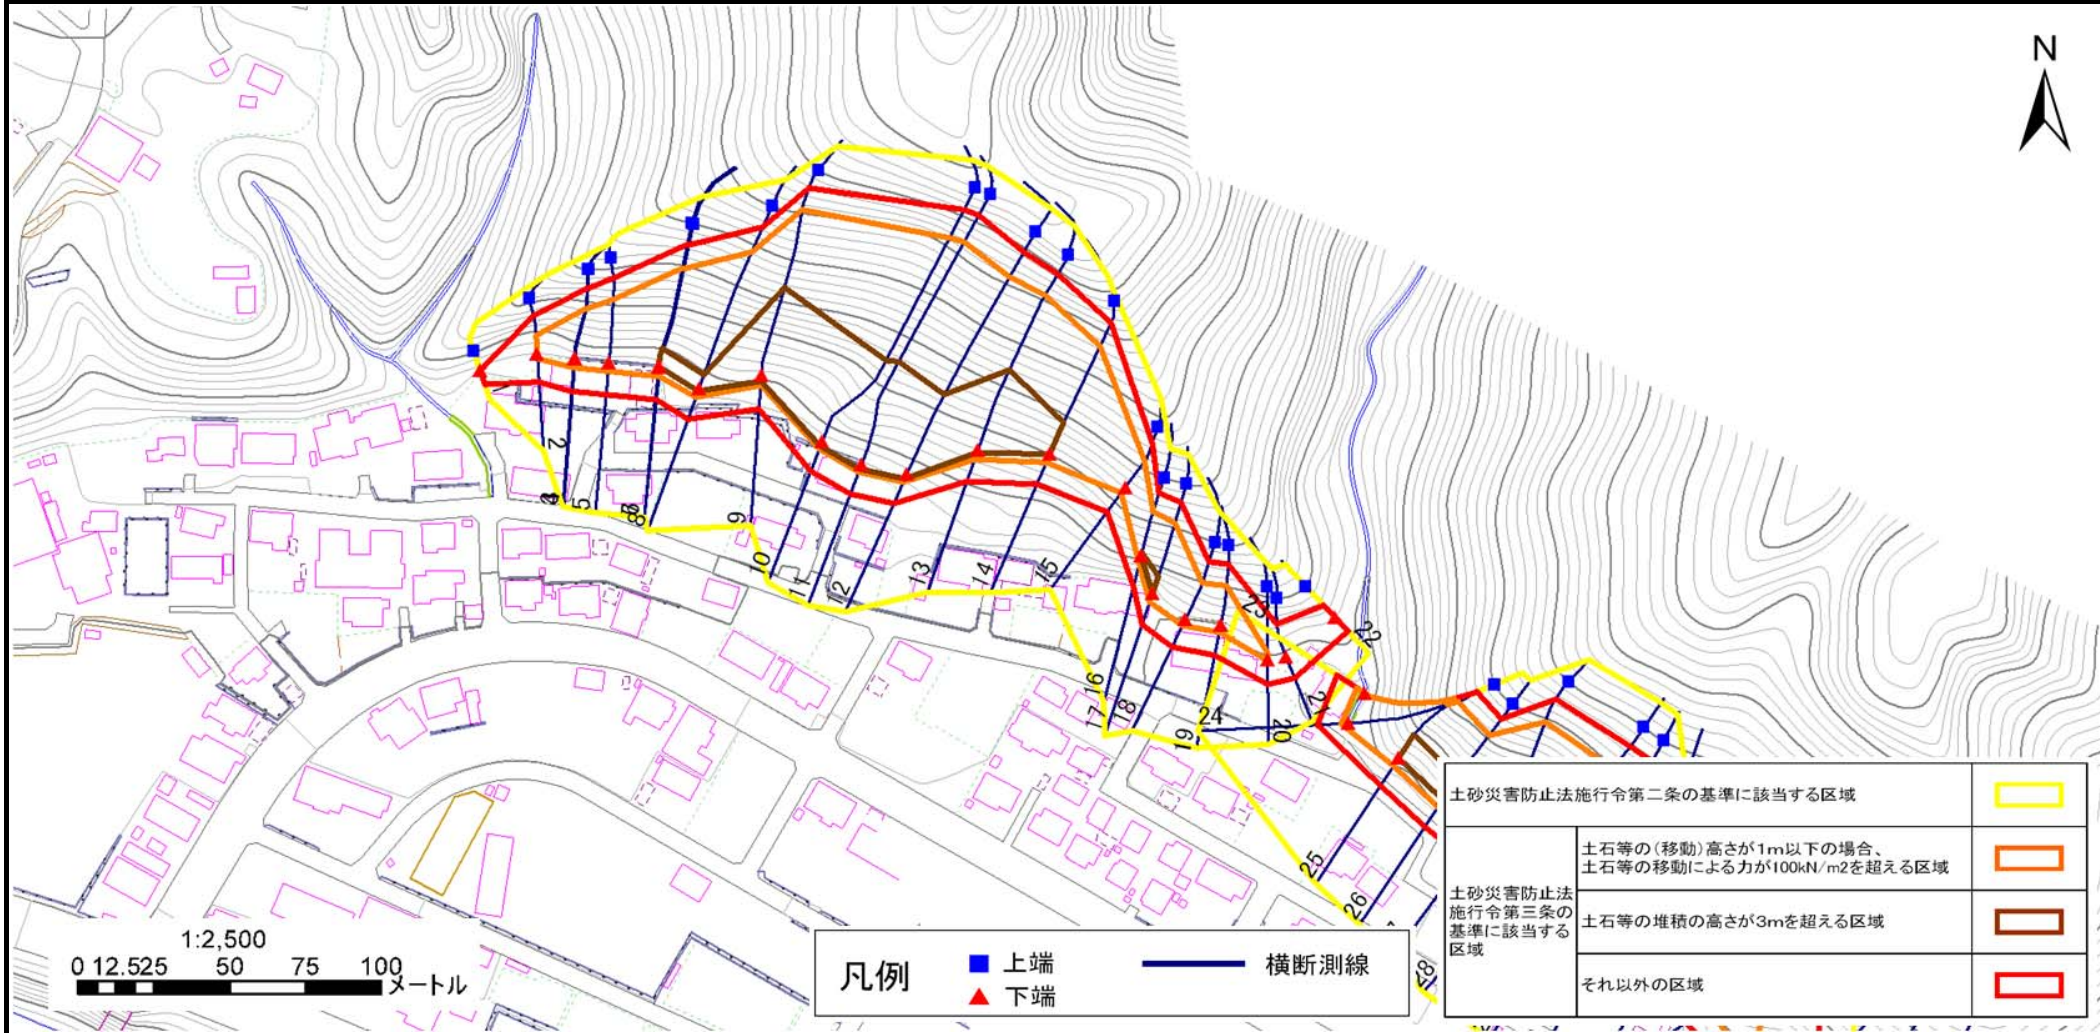 N
2
5
8
9
10
11
12
13
14
15
16
17
18
19
20
21
22
23
24
25
26
28
1:2,500
0 12.525 50 75 100
メートル
凡例
上端
下端
横断測線
土砂災害防止法施行令第二条の基準に該当する区域
土砂災害防止法
施行令第三条の
基準に該当する
区域
土石等の(移動)高さが1m以下の場合、
土石等の移動による力が100kN/m2を超える区域
土石等の堆積の高さが3mを超える区域
それ以外の区域